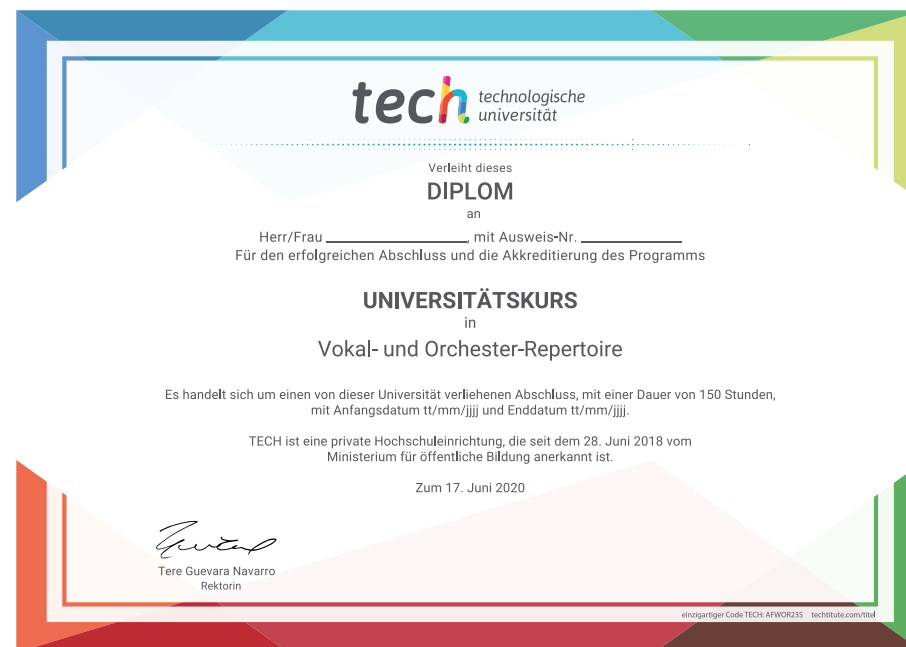 tech technologische
universität
Verleiht dieses
DIPLOM
an
Herr/Frau ____________, mit Ausweis-Nr. ____________
Für den erfolgreichen Abschluss und die Akkreditierung des Programms
UNIVERSITÄTSKURS
in
Vokal- und Orchester-Repertoire
Es handelt sich um einen von dieser Universität verliehenen Abschluss, mit einer Dauer von 150 Stunden,
mit Anfangsdatum tt/mm/jjjj und Enddatum tt/mm/jjjj.
TECH ist eine private Hochschuleinrichtung, die seit dem 28. Juni 2018 vom
Ministerium für öffentliche Bildung anerkannt ist.
Zum 17. Juni 2020
Tere Guevara Navarro
Rektorin
einzigartiger Code TECH: AFWOR23S techtitute.com/titel